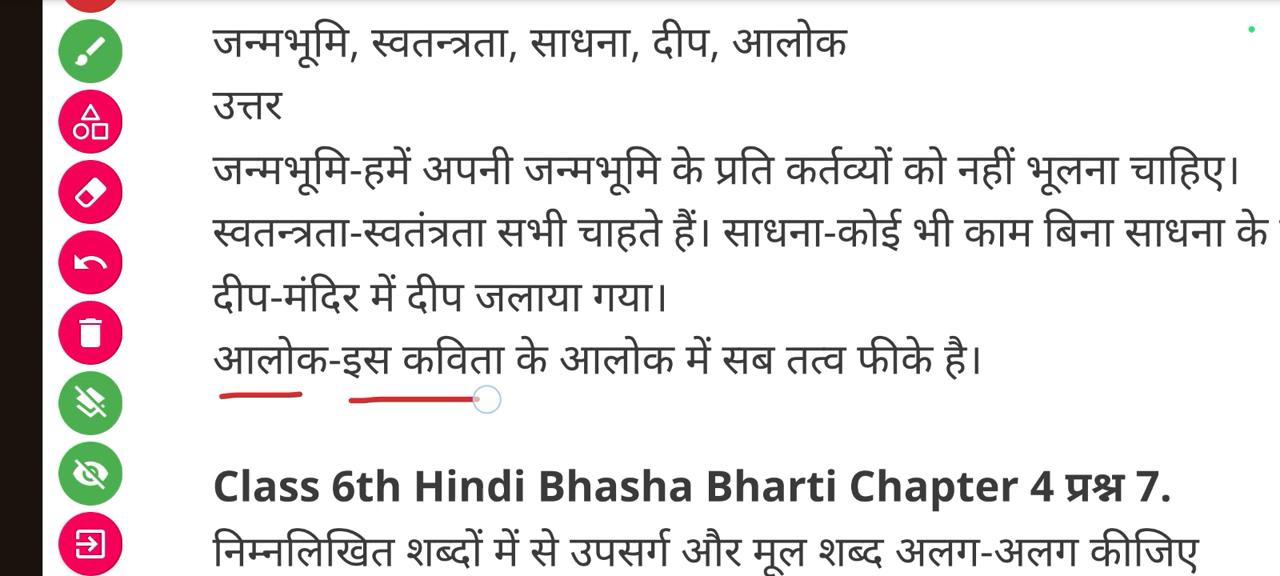 जन्मभूमि, स्वतन्त्रता, साधना, दीप, आलोक
उत्तर
जन्मभूमि-हमें अपनी जन्मभूमि के प्रति कर्तव्यों को नहीं भूलना चाहिए।
स्वतन्त्रता-स्वतंत्रता सभी चाहते हैं। साधना-कोई भी काम बिना साधना के
दीप-मंदिर में दीप जलाया गया।
आलोक-इस कविता के आलोक में सब तत्व फीके है।
Class 6th Hindi Bhasha Bharti Chapter 4 प्रश्न 7.
निम्नलिखित शब्दों में से उपसर्ग और मूल शब्द अलग-अलग कीजिए